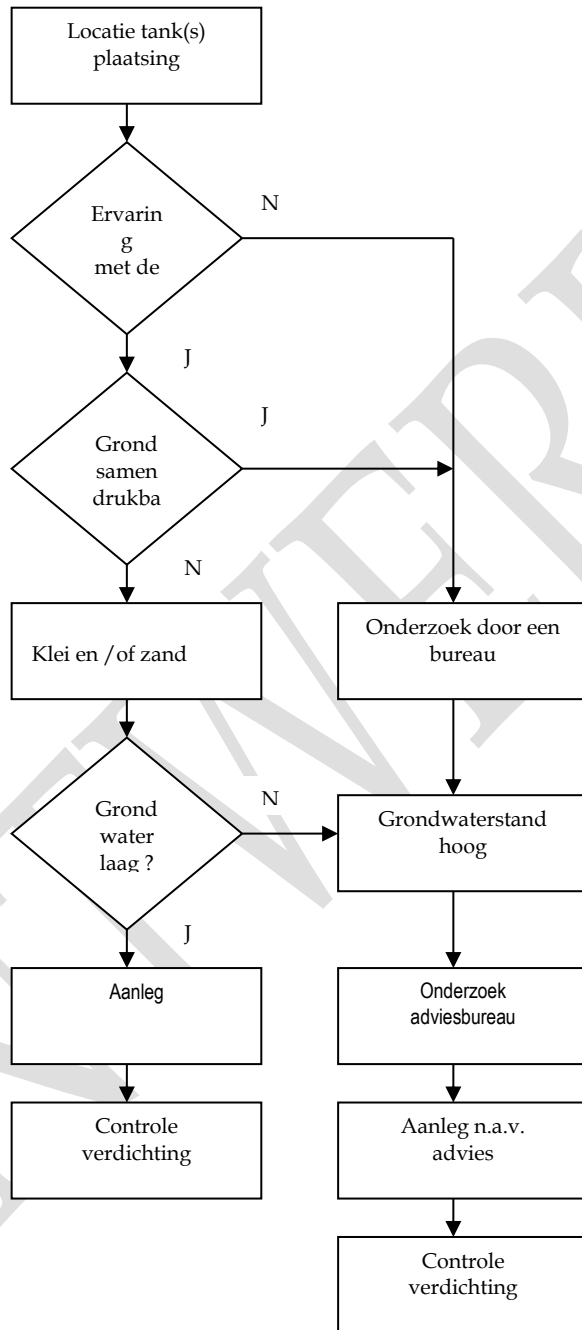 Locatie tank(s)
plaatsing
N
Ervarin
g
met de
J
J
Grond
samen
drukba
N
Klei en /of zand
Onderzoek door een
bureau
N
Grond
water
laag ?
Grondwaterstand
hoog
J
Aanleg
Onderzoek
adviesbureau
Controle
verdichting
Aanleg n.a.v.
advies
Controle
verdichting